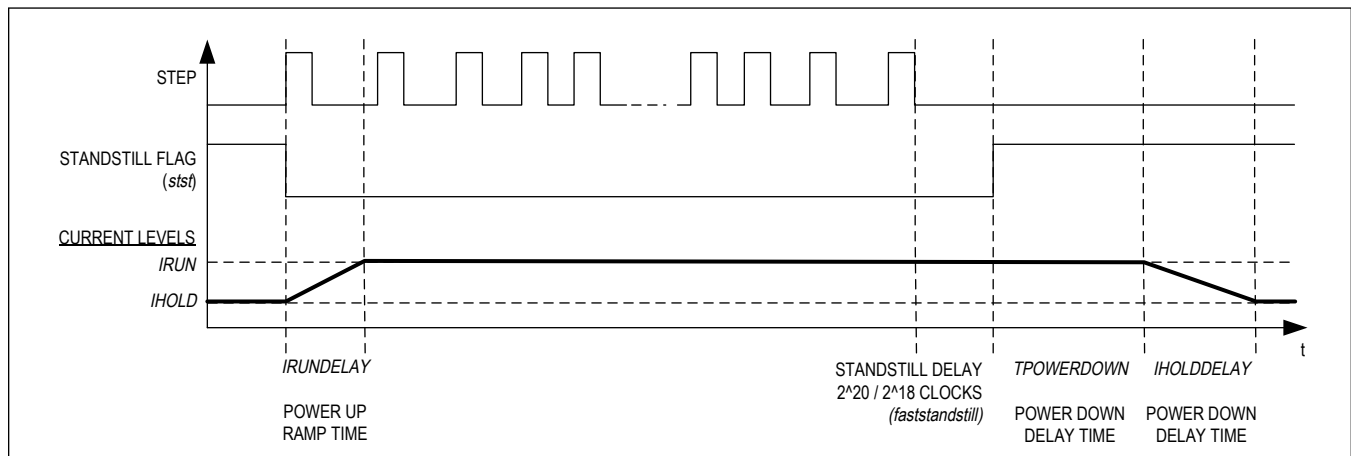 STEP
STANDSTILL FLAG
(stst)
CURRENT LEVELS
IRUN
IHOLD
t
IRUNDELAY
POWER UP
RAMP TIME
STANDSTILL DELAY
2^20 / 2^18 CLOCKS
(faststandstill)
TPOWERDOWN
POWER DOWN
DELAY TIME
IHOLDDELAY
POWER DOWN
DELAY TIME